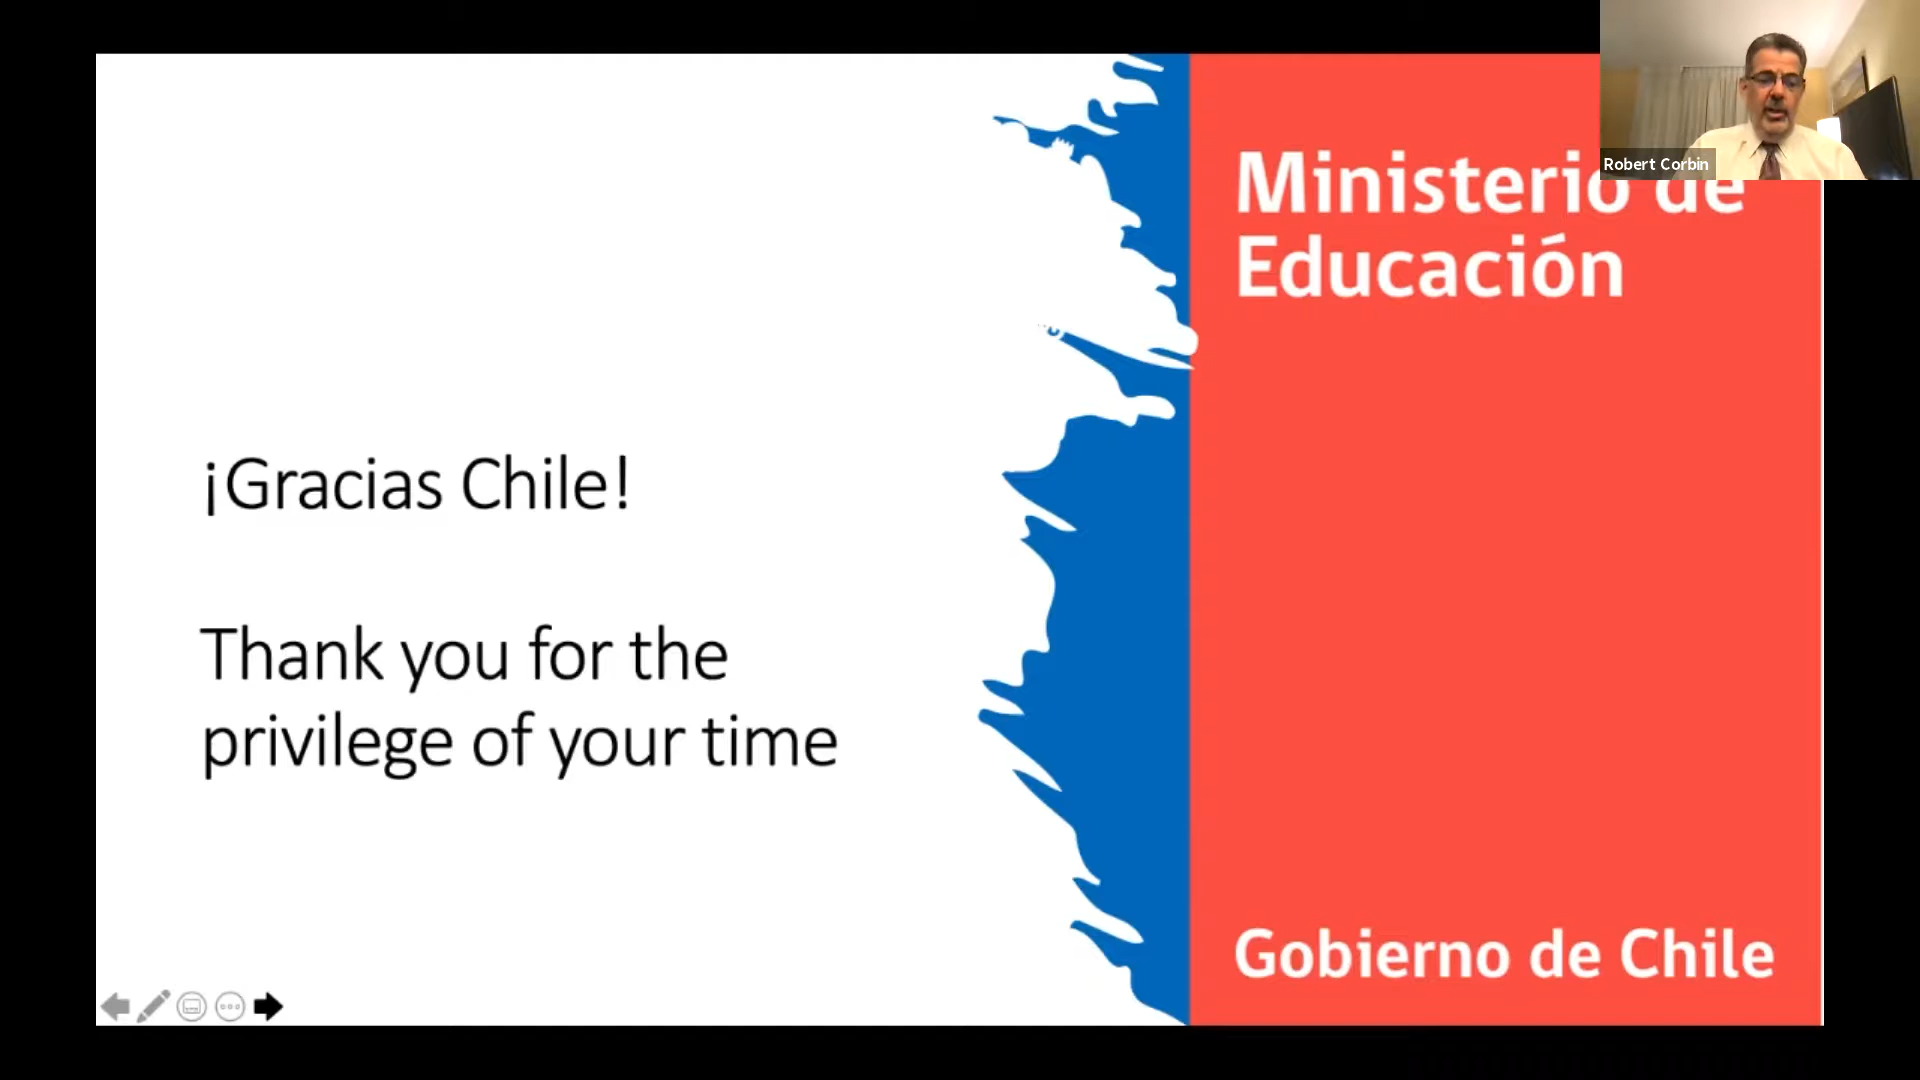 Robert Corbin
Ministerio de
Educación
¡Gracias Chile!
Thank you for the
privilege of your time
Gobierno de Chile